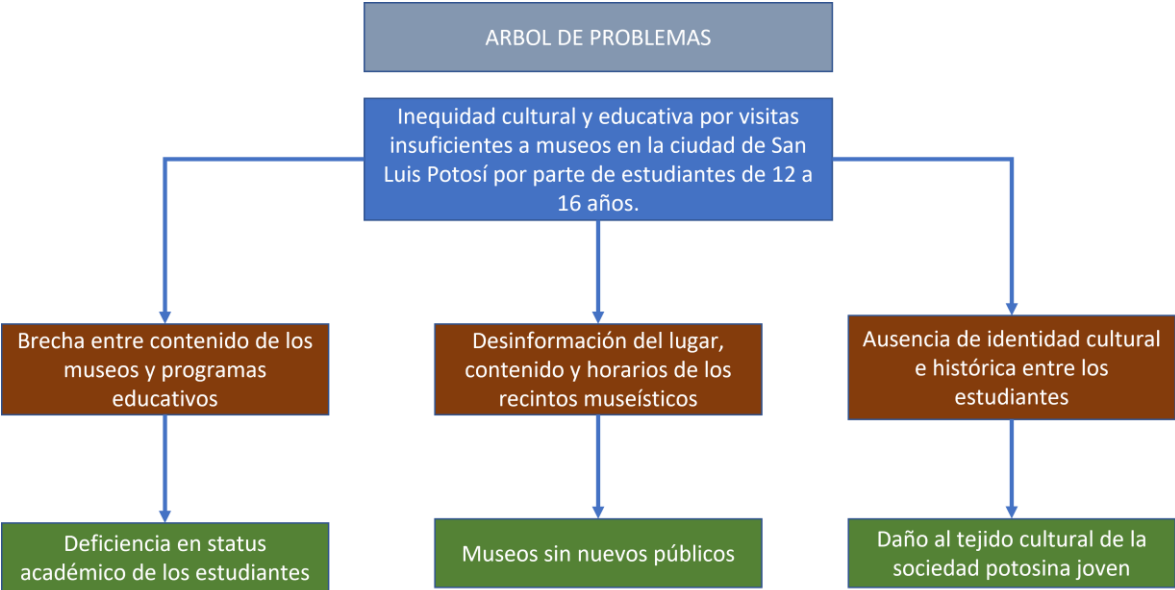 ARBOL DE PROBLEMAS
Inequidad cultural y educativa por visitas
insuficientes a museos en la ciudad de San
Luis Potosí por parte de estudiantes de 12 a
16 años.
Brecha entre contenido de los
museos y programas
educativos
Desinformación del lugar,
contenido y horarios de los
recintos museísticos
Ausencia de identidad cultural
e histórica entre los
estudiantes
Deficiencia en status
académico de los estudiantes
Museos sin nuevos públicos
Daño al tejido cultural de la
sociedad potosina joven